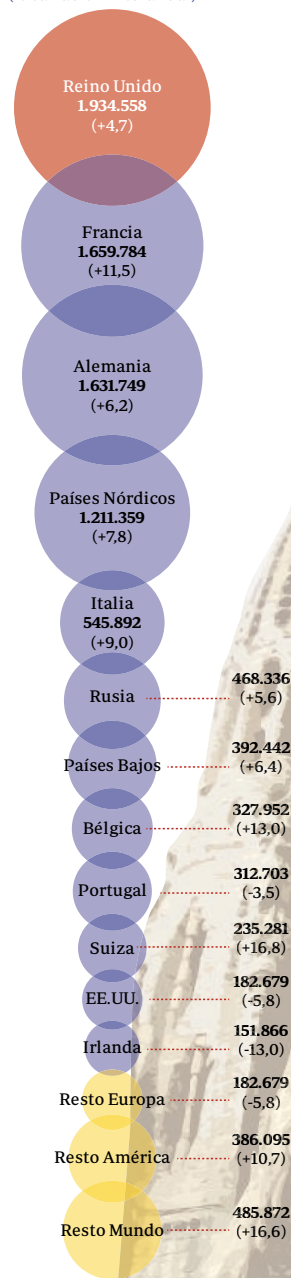 Reino Unido
1.934.558
(+4,7)
Francia
1.659.784
(+11,5)
Alemania
1.631.749
(+6,2)
Países Nórdicos
1.211.359
(+7,8)
Italia
545.892
(+9,0)
Rusia 468.336
(+5,6)
Países Bajos 392.442
(+6,4)
Bélgica 327.952
(+13,0)
Portugal 312.703
(-3,5)
Suiza 235.281
(+16,8)
EE.UU. 182.679
(-5,8)
Irlanda 151.866
(-13,0)
Resto Europa 182.679
(-5,8)
Resto América 386.095
(+10,7)
Resto Mundo 485.872
(+16,6)